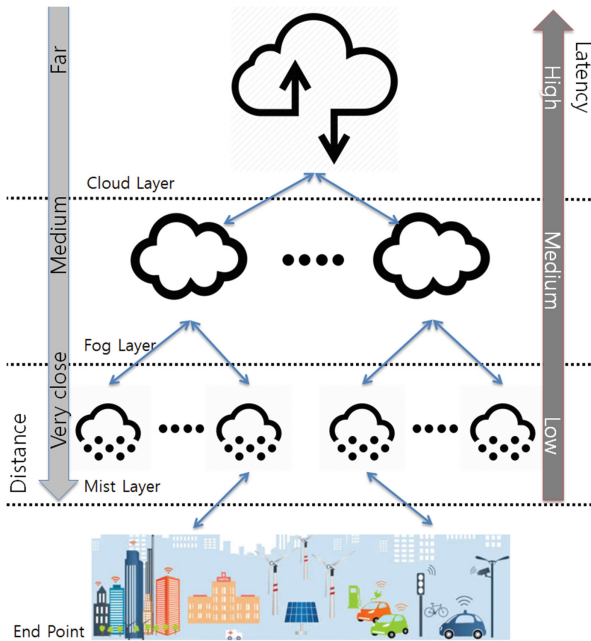 Far
High
Latency
Cloud Layer
Medium
Medium
Fog Layer
Very close
Low
Distance
Mist Layer
End Point